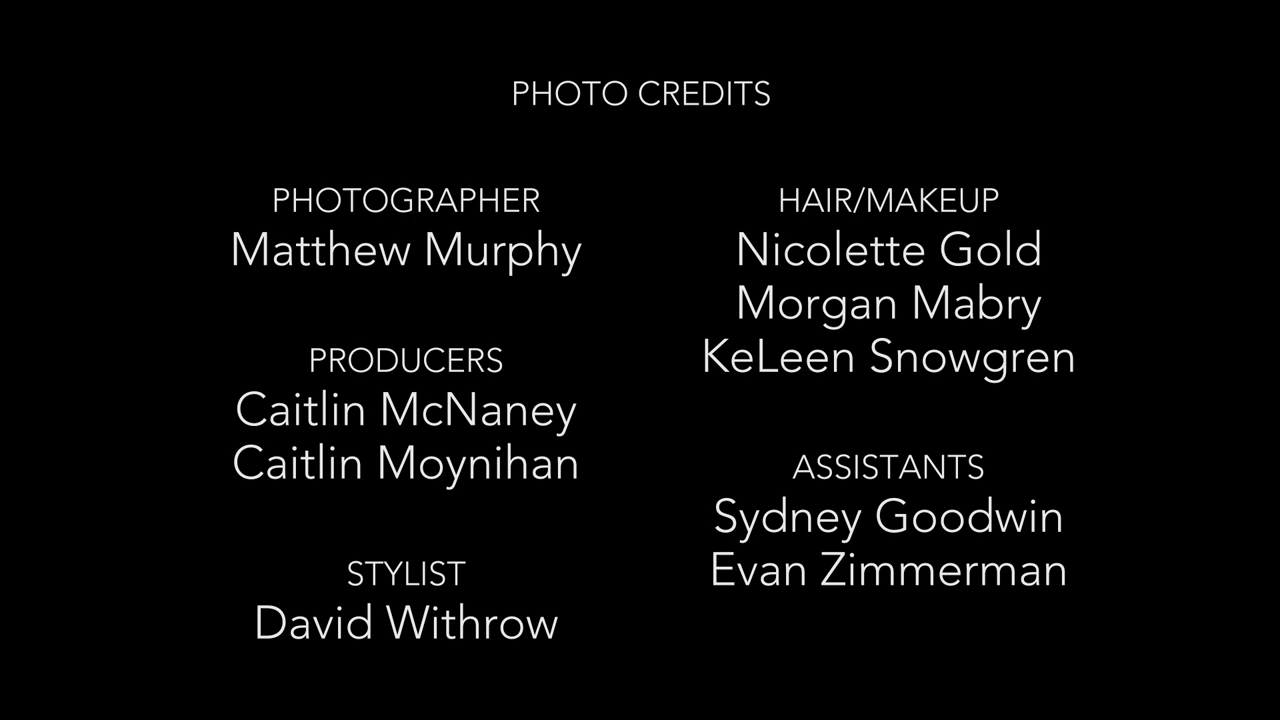 PHOTO CREDITS
PHOTOGRAPHER
Matthew Murphy
PRODUCERS
Caitlin McNaney
Caitlin Moynihan
STYLIST
David Withrow
HAIR/MAKEUP
Nicolette Gold
Morgan Mabry
KeLeen Snowgren
ASSISTANTS
Sydney Goodwin
Evan Zimmerman